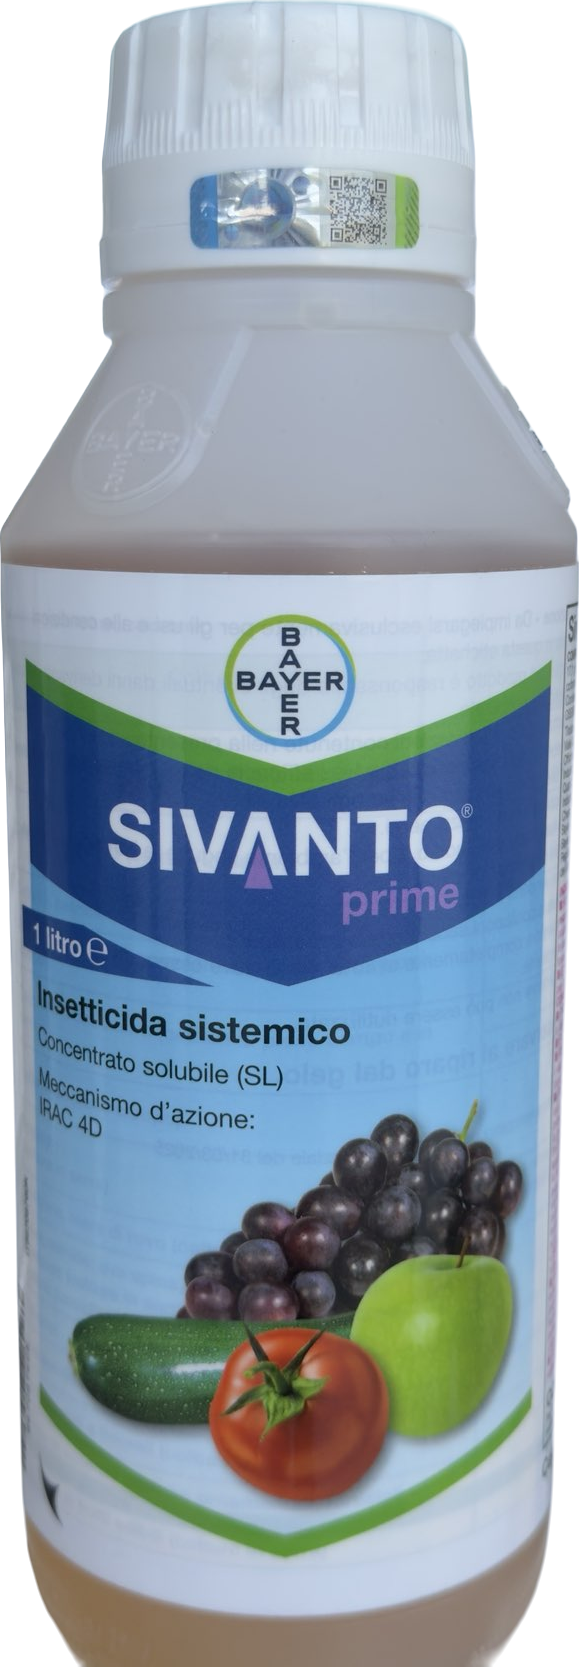 BAYER
BAYER
SIVANTO®
prime
1 litro ℮
Insetticida sistemico
Concentrato solubile (SL)
Meccanismo d'azione:
IRAC 4D